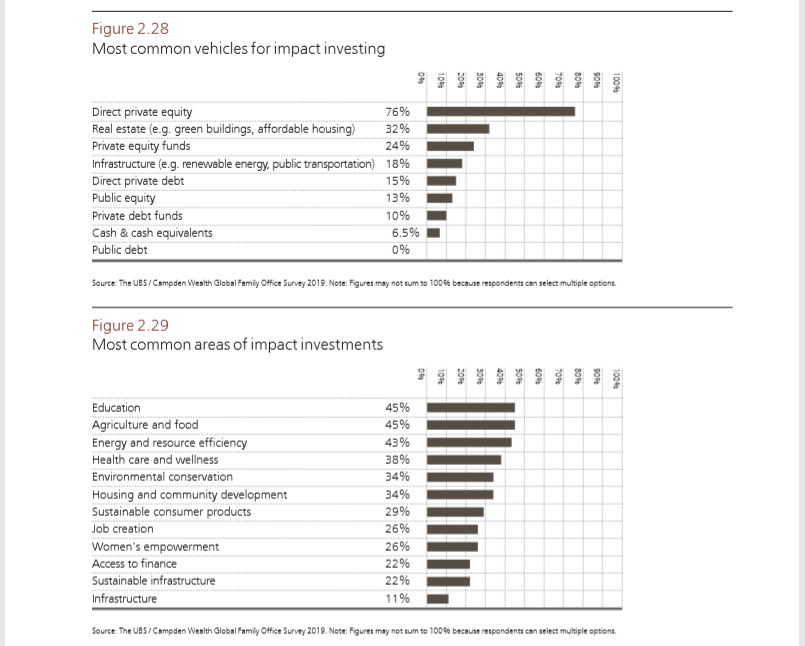 Figure 2.28
Most common vehicles for impact investing
0% 10% 20% 30% 40% 50% 60% 70% 80% 90% 100%
Direct private equity 76%
Real estate (e.g. green buildings, affordable housing) 32%
Private equity funds 24%
Infrastructure (e.g. renewable energy, public transportation) 18%
Direct private debt 15%
Public equity 13%
Private debt funds 10%
Cash & cash equivalents 6.5%
Public debt 0%
Source: The UBS / Campden Wealth Global Family Office Survey 2019. Note: Figures may not sum to 100% because respondents can select multiple options.
Figure 2.29
Most common areas of impact investments
0% 10% 20% 30% 40% 50% 60% 70% 80% 90% 100%
Education 45%
Agriculture and food 45%
Energy and resource efficiency 43%
Health care and wellness 38%
Environmental conservation 34%
Housing and community development 34%
Sustainable consumer products 29%
Job creation 26%
Women's empowerment 26%
Access to finance 22%
Sustainable infrastructure 22%
Infrastructure 11%
Source: The UBS / Campden Wealth Global Family Office Survey 2019. Note: Figures may not sum to 100% because respondents can select multiple options.